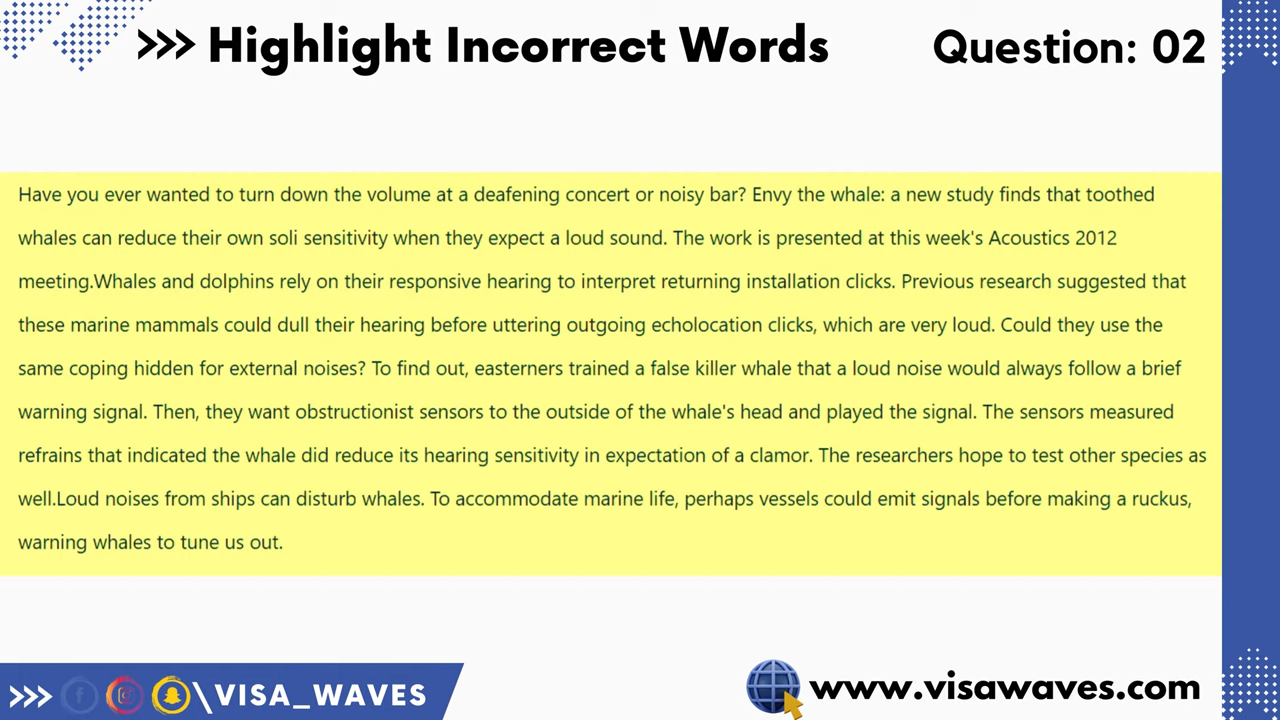 >>> Highlight Incorrect Words
Question: 02
Have you ever wanted to turn down the volume at a deafening concert or noisy bar? Envy the whale: a new study finds that toothed
whales can reduce their own soli sensitivity when they expect a loud sound. The work is presented at this week's Acoustics 2012
meeting.Whales and dolphins rely on their responsive hearing to interpret returning installation clicks. Previous research suggested that
these marine mammals could dull their hearing before uttering outgoing echolocation clicks, which are very loud. Could they use the
same coping hidden for external noises? To find out, easterners trained a false killer whale that a loud noise would always follow a brief
warning signal. Then, they want obstructionist sensors to the outside of the whale's head and played the signal. The sensors measured
refrains that indicated the whale did reduce its hearing sensitivity in expectation of a clamor. The researchers hope to test other species as
well.Loud noises from ships can disturb whales. To accommodate marine life, perhaps vessels could emit signals before making a ruckus,
warning whales to tune us out.
>>> \VISA_WAVES
www.visawaves.com